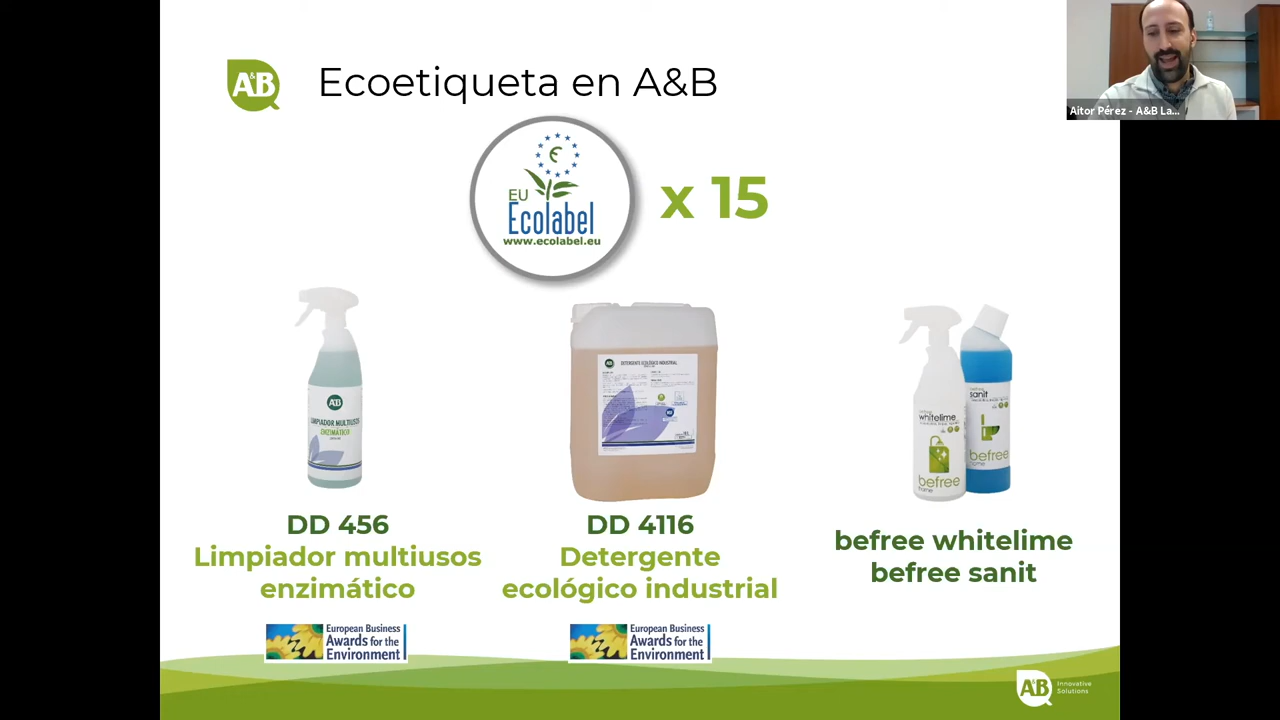 A&B
Ecoetiqueta en A&B
Aitor Pérez - A&B La...
EU
Ecolabel
www.ecolabel.eu
x 15
A&B
LIMPIADOR MULTIUSOS
ENZIMÁTICO
DETERGENTE ECOLÓGICO INDUSTRIAL
whitelime
befree
home
sanit
befree
home
DD 456
Limpiador multiusos
enzimático
DD 4116
Detergente
ecológico industrial
befree whitelime
befree sanit
European Business
Awards for the
Environment
European Business
Awards for the
Environment
A&B
Innovative
Solutions